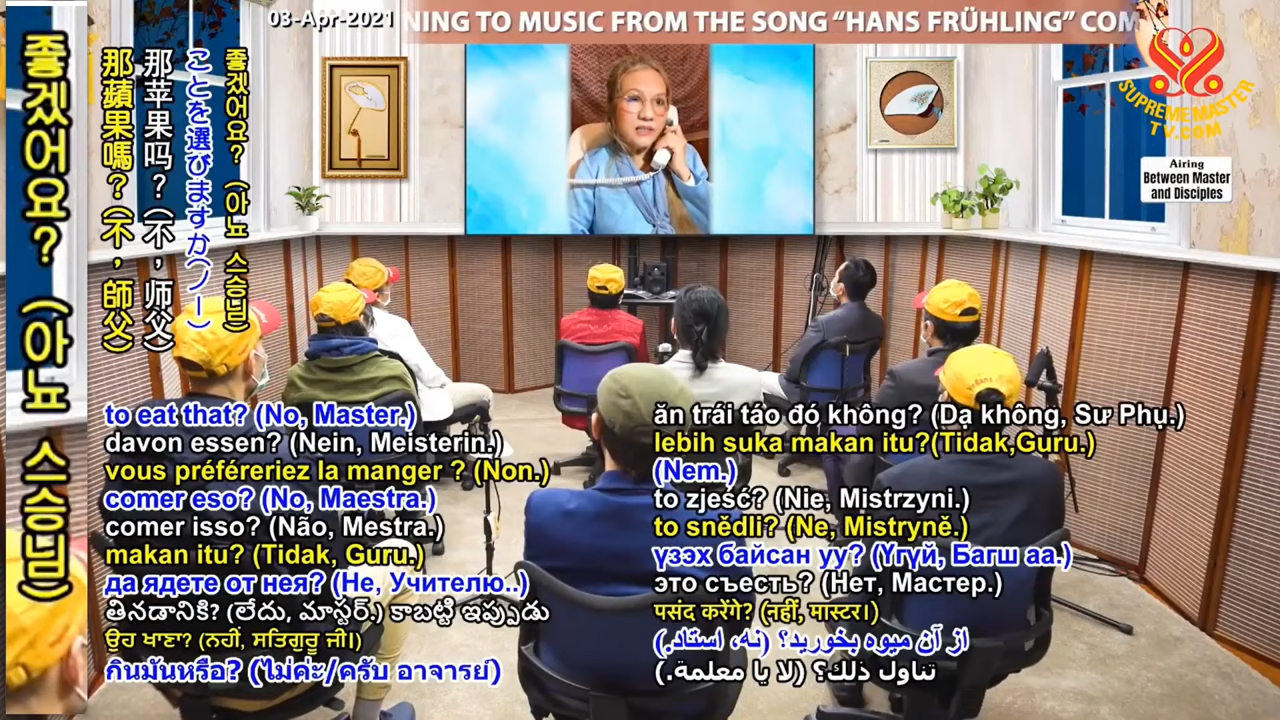 03-Apr-2021
NING TO MUSIC FROM THE SONG “HANS FRÜHLING” COM
SUPREME MASTER
TV.COM
Airing
Between Master
and Disciples
좋겠어요? (아뇨 스승님)
좋겠어요? (아뇨 스승님)
ことを選びますか(ノー)
那苹果吗？(不，师父)
那蘋果嗎？(不，師父)
to eat that? (No, Master.)
davon essen? (Nein, Meisterin.)
vous préféreriez la manger ? (Non.)
comer eso? (No, Maestra.)
comer isso? (Não, Mestra.)
makan itu? (Tidak, Guru.)
да ядете от нея? (Не, Учителю..)
తినడానికి? (లేదు, మాస్టర్.) కాబట్టి ఇప్పుడు
ਉਹ ਖਾਣਾ? (ਨਹੀਂ, ਸਤਿਗੁਰੂ ਜੀ।)
กินมันหรือ? (ไม่ค่ะ/ครับ อาจารย์)
ăn trái táo đó không? (Dạ không, Sư Phụ.)
lebih suka makan itu?(Tidak,Guru.)
(Nem.)
to zjeść? (Nie, Mistrzyni.)
to snědli? (Ne, Mistryně.)
үзэх байсан уу? (Үгүй, Багш аа.)
это съесть? (Нет, Мастер.)
पसंद करेंगे? (नहीं, मास्टर।)
از آن میوه بخورید؟ (نه، استاد.)
تناول ذلك؟ (لا يا معلمة.)